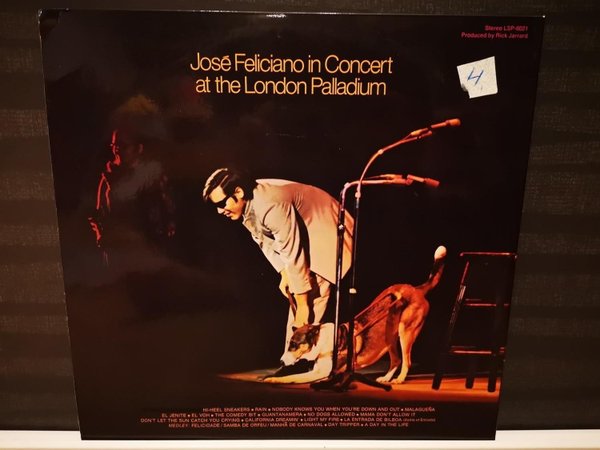 Stereo LSP-6021
Produced by Rick Jarrard
José Feliciano in Concert
at the London Palladium
4
HI-HEEL SNEAKERS • RAIN • NOBODY KNOWS YOU WHEN YOU'RE DOWN AND OUT • MALAGUEÑA
EL JINETE • EL VOH • THE COMEDY BIT • GUANTANAMERA • NO DOGS ALLOWED • MAMA DON'T ALLOW IT
DON'T LET THE SUN CATCH YOU CRYING • CALIFORNIA DREAMIN' • LIGHT MY FIRE • LA ENTRADA DE BILBOA
MEDLEY: FELICIDADE / SAMBA DE ORFEU / MANHÃ DE CARNAVAL • DAY TRIPPER • A DAY IN THE LIFE